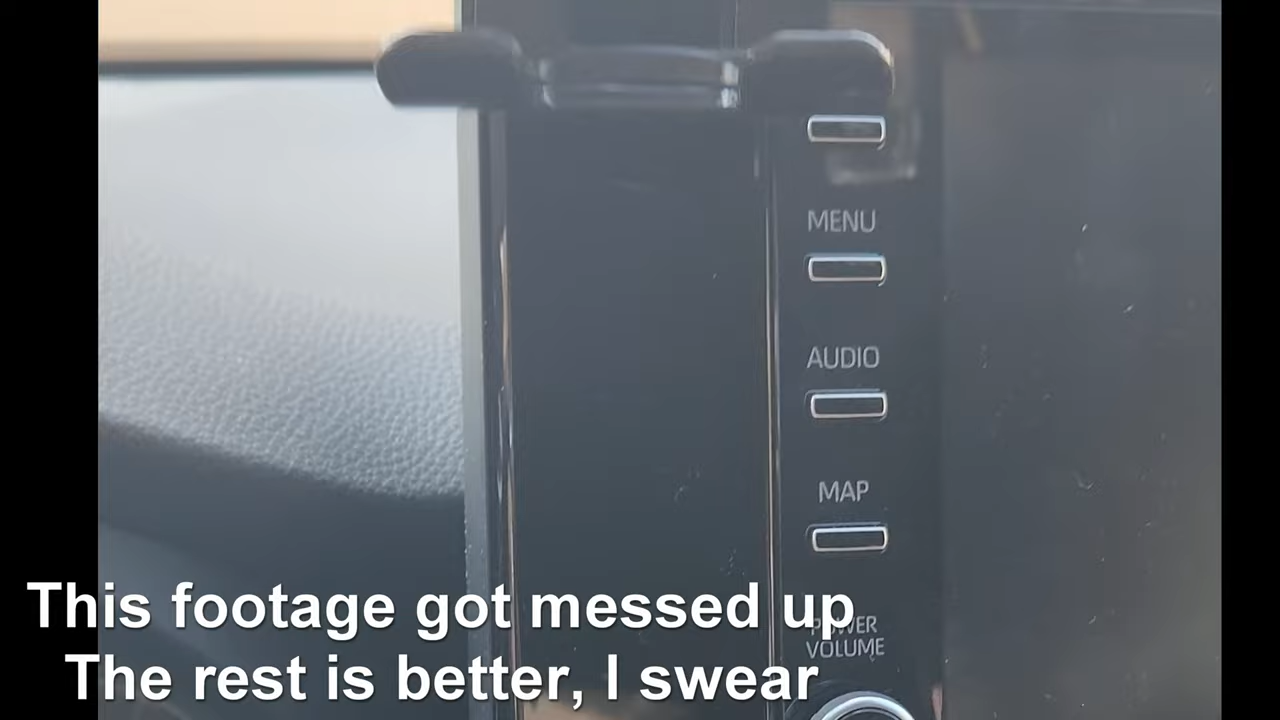 MENU
AUDIO
MAP
POWER
VOLUME
This footage got messed up
The rest is better, I swear